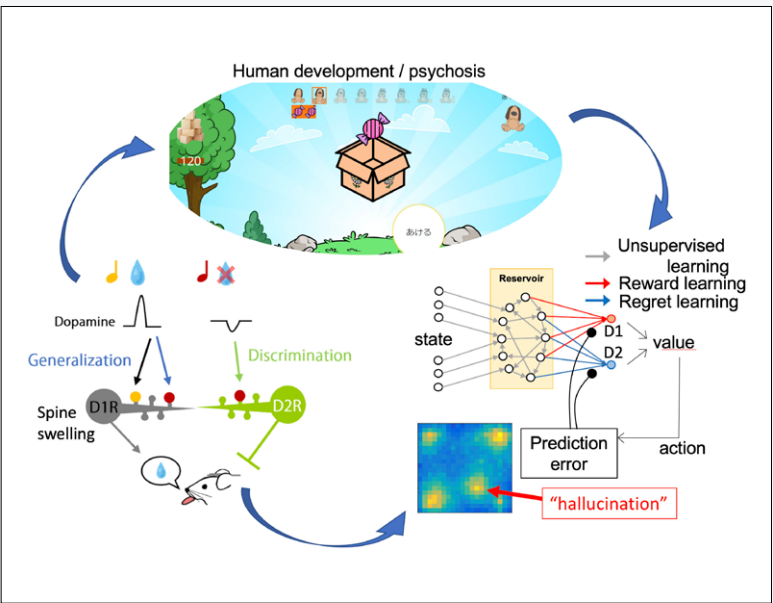 Human development / psychosis
120
あける
Unsupervised
learning
Reward learning
Regret learning
Reservoir
state
D1
D2
value
Prediction
error
action
"hallucination"
Dopamine
Generalization
Discrimination
D1R
D2R
Spine
swelling